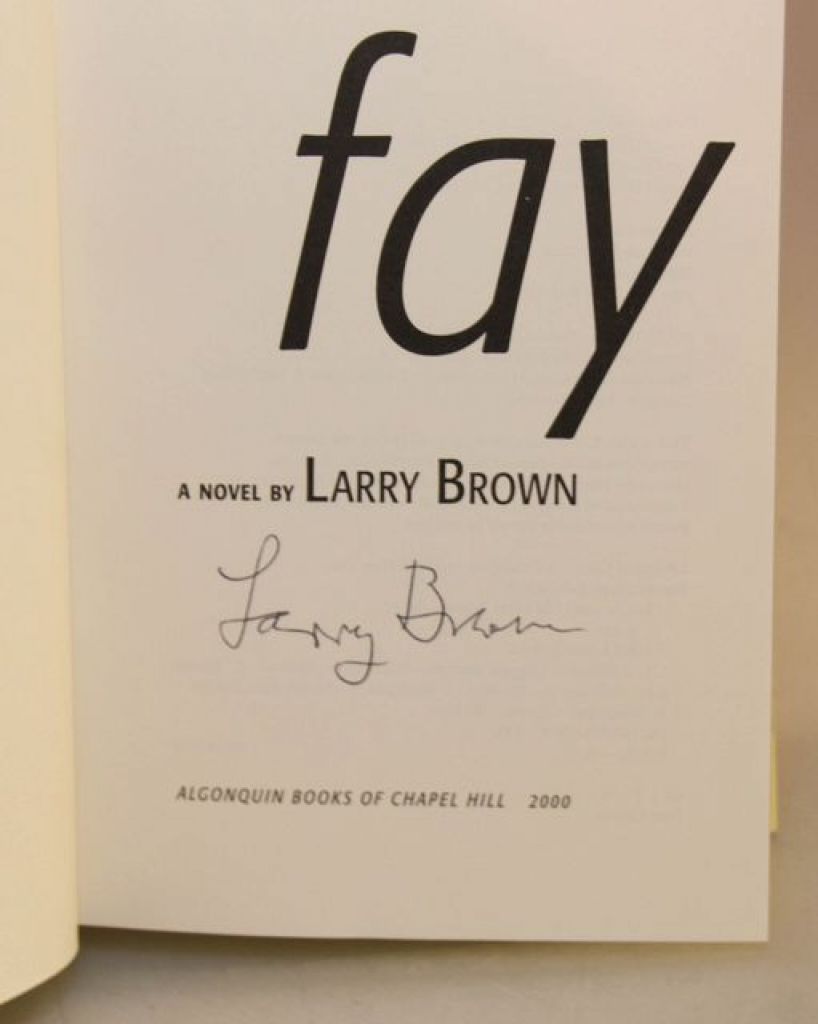 fay
A NOVEL BY LARRY BROWN
Larry Brown
ALGONQUIN BOOKS OF CHAPEL HILL 2000